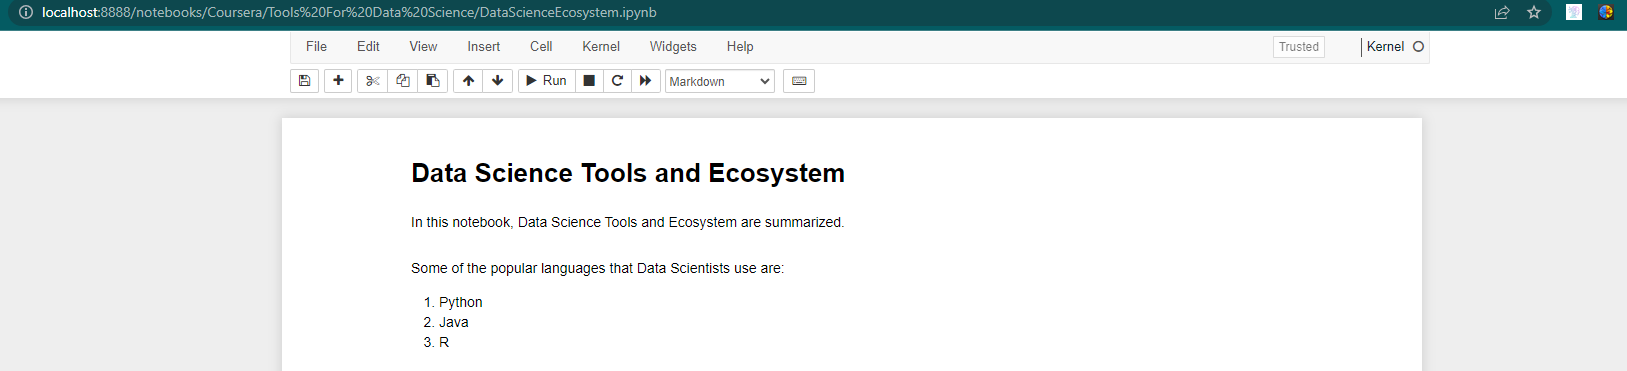 localhost:8888/notebooks/Coursera/Tools%20For%20Data%20Science/DataScienceEcosystem.ipynb
File Edit View Insert Cell Kernel Widgets Help Trusted Kernel
Run Markdown
Data Science Tools and Ecosystem
In this notebook, Data Science Tools and Ecosystem are summarized.
Some of the popular languages that Data Scientists use are:
1. Python
2. Java
3. R